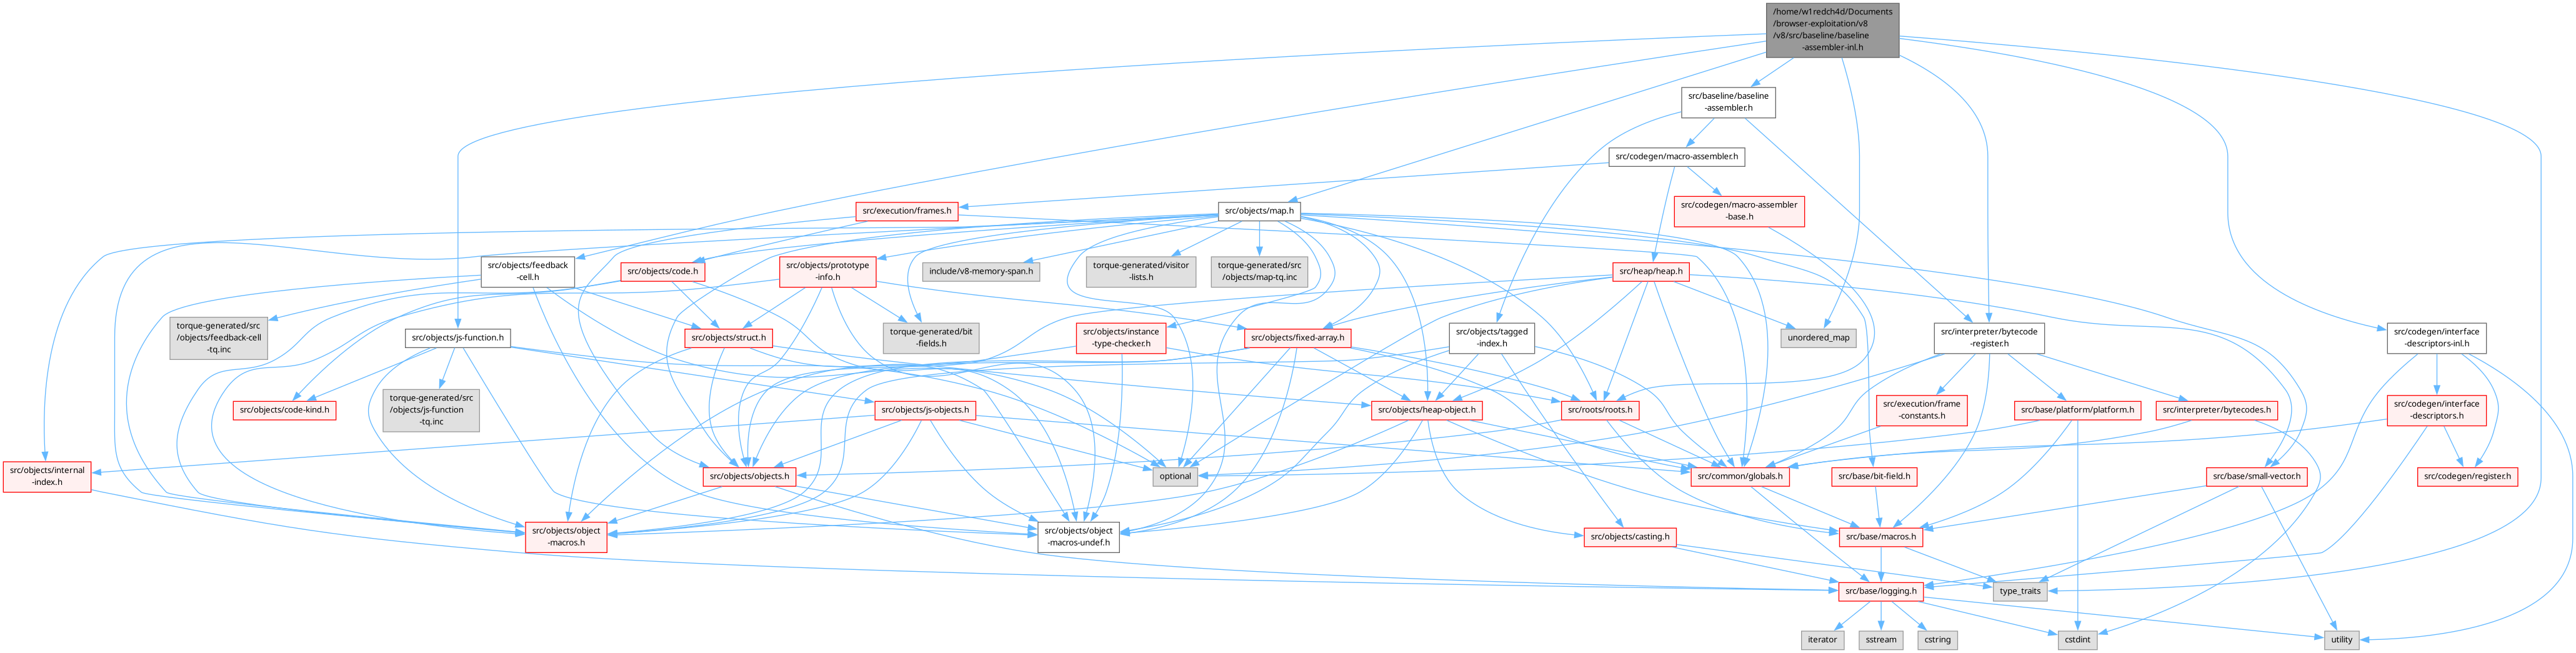 /home/w1redch4d/Documents
/browser-exploitation/v8
/v8/src/baseline/baseline
-assembler-inl.h
src/baseline/baseline
-assembler.h
src/codegen/macro-assembler.h
src/execution/frames.h
src/objects/map.h
src/codegen/macro-assembler
-base.h
src/objects/feedback
-cell.h
src/objects/code.h
src/objects/prototype
-info.h
include/v8-memory-span.h
torque-generated/visitor
-lists.h
torque-generated/src
/objects/map-tq.inc
src/heap/heap.h
torque-generated/src
/objects/feedback-cell
-tq.inc
src/objects/js-function.h
src/objects/struct.h
torque-generated/bit
-fields.h
src/objects/instance
-type-checker.h
src/objects/fixed-array.h
src/objects/tagged
-index.h
unordered_map
src/interpreter/bytecode
-register.h
src/codegen/interface
-descriptors-inl.h
src/objects/code-kind.h
torque-generated/src
/objects/js-function
-tq.inc
src/objects/js-objects.h
src/objects/heap-object.h
src/roots/roots.h
src/execution/frame
-constants.h
src/base/platform/platform.h
src/interpreter/bytecodes.h
src/codegen/interface
-descriptors.h
src/objects/internal
-index.h
src/objects/objects.h
optional
src/common/globals.h
src/base/bit-field.h
src/base/small-vector.h
src/codegen/register.h
src/objects/object
-macros.h
src/objects/object
-macros-undef.h
src/objects/casting.h
src/base/macros.h
src/base/logging.h
type_traits
iterator
sstream
cstring
cstdint
utility